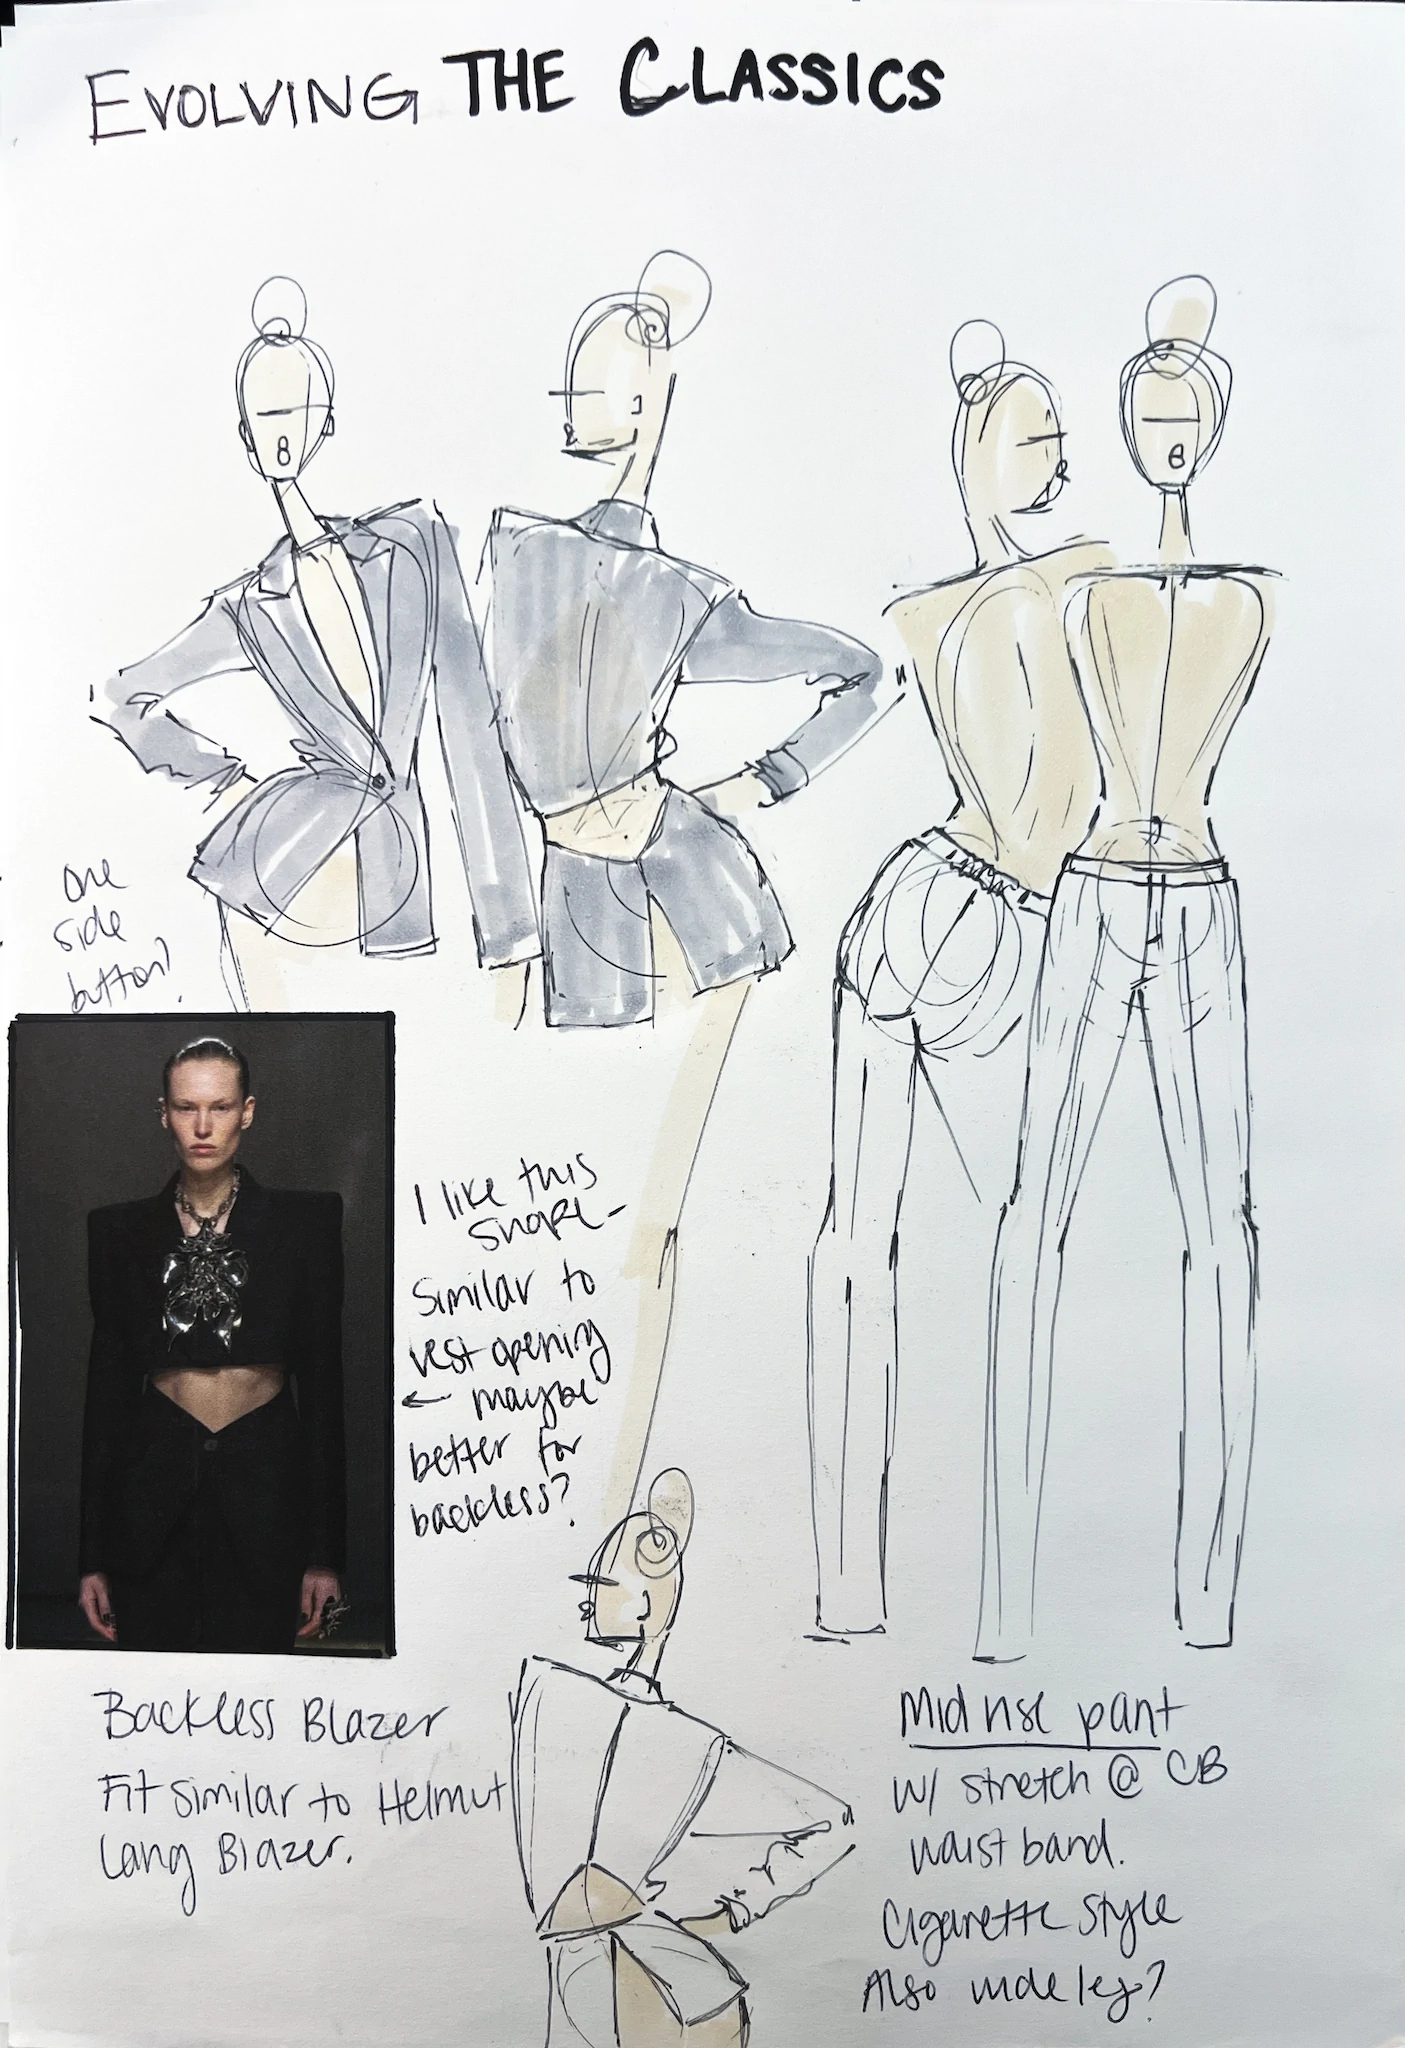 EVOLVING THE CLASSICS
one
side
button?
I like this
shape -
Similar to
vest opening
← maybe
better for
backless?
Backless Blazer
Fit similar to Helmut
Lang Blazer.
Mid rise pant
w/ stretch @ CB
waist band.
Cigarette style
Also wide leg?